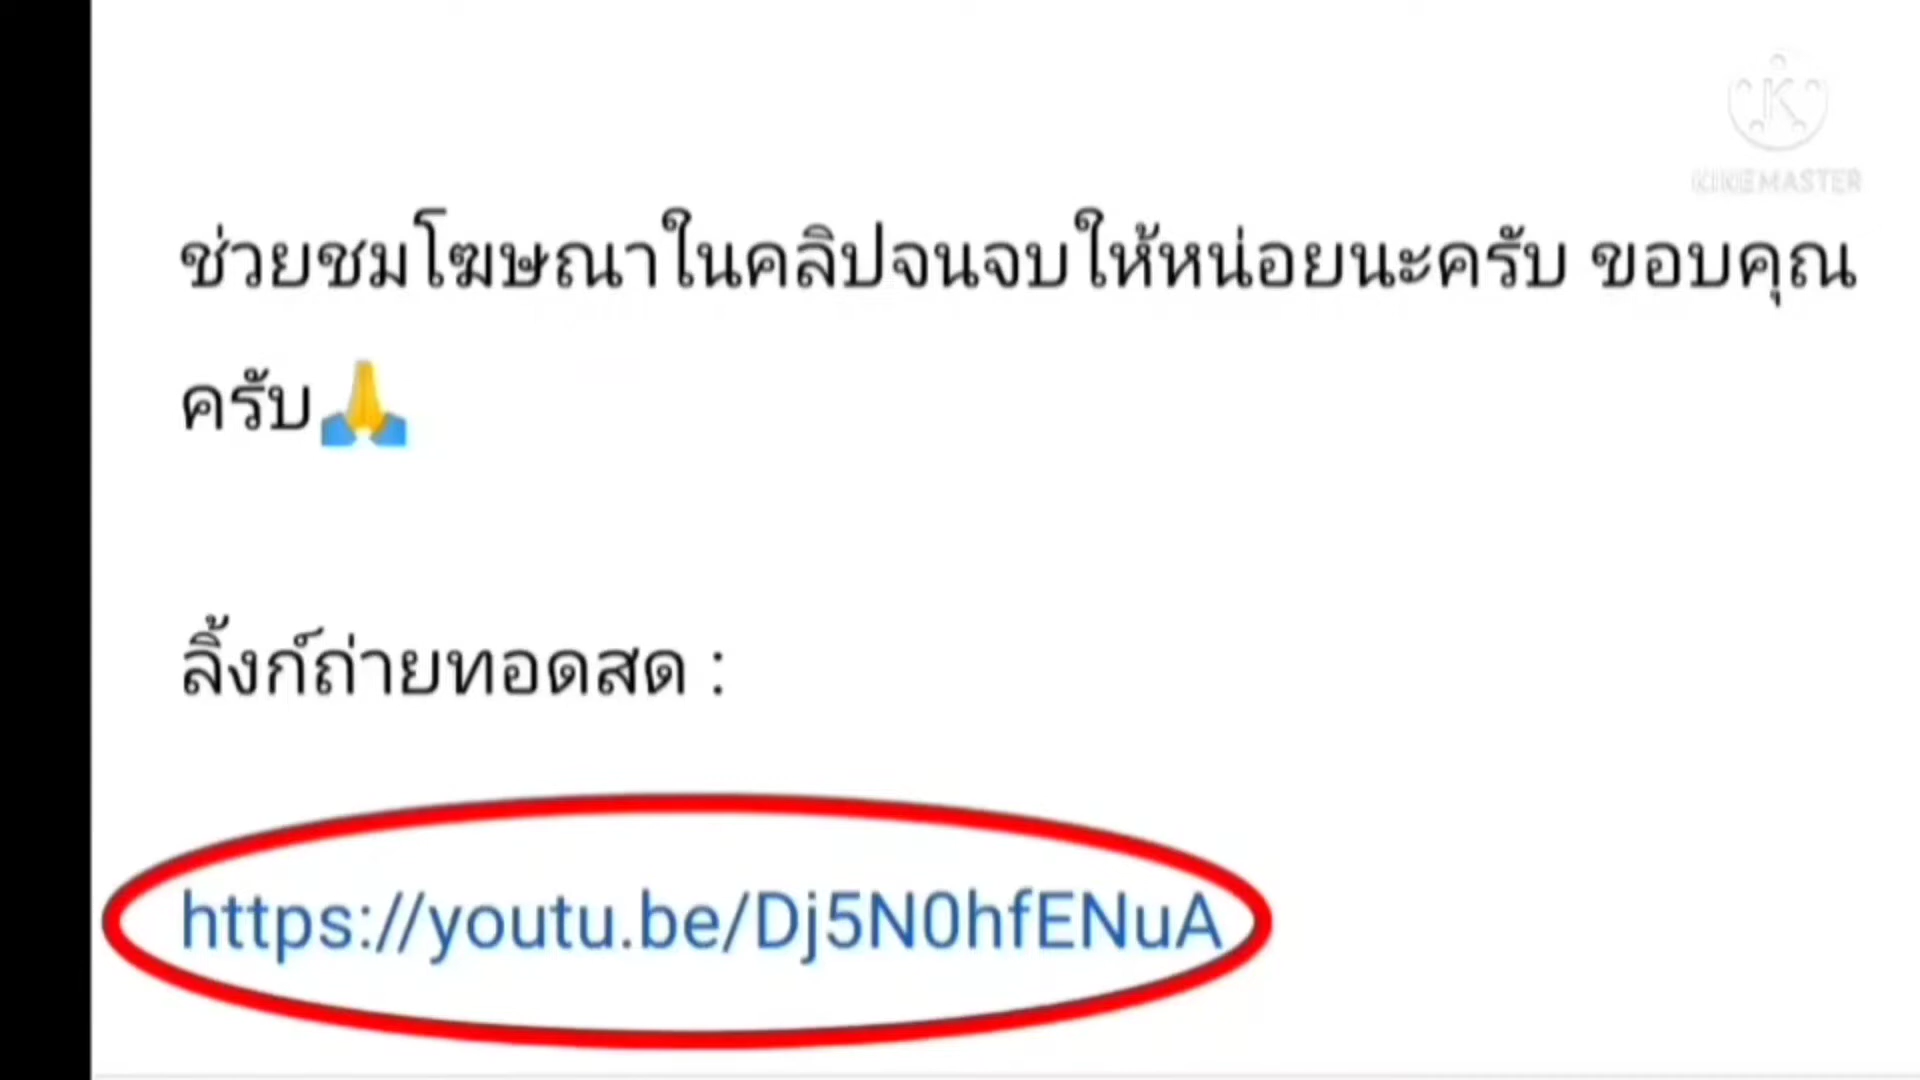 KINEMASTER
ช่วยชมโฆษณาในคลิปจนจบให้หน่อยนะครับ ขอบคุณ
ครับ🙏
ลิ้งก์ถ่ายทอดสด :
https://youtu.be/Dj5N0hfENuA